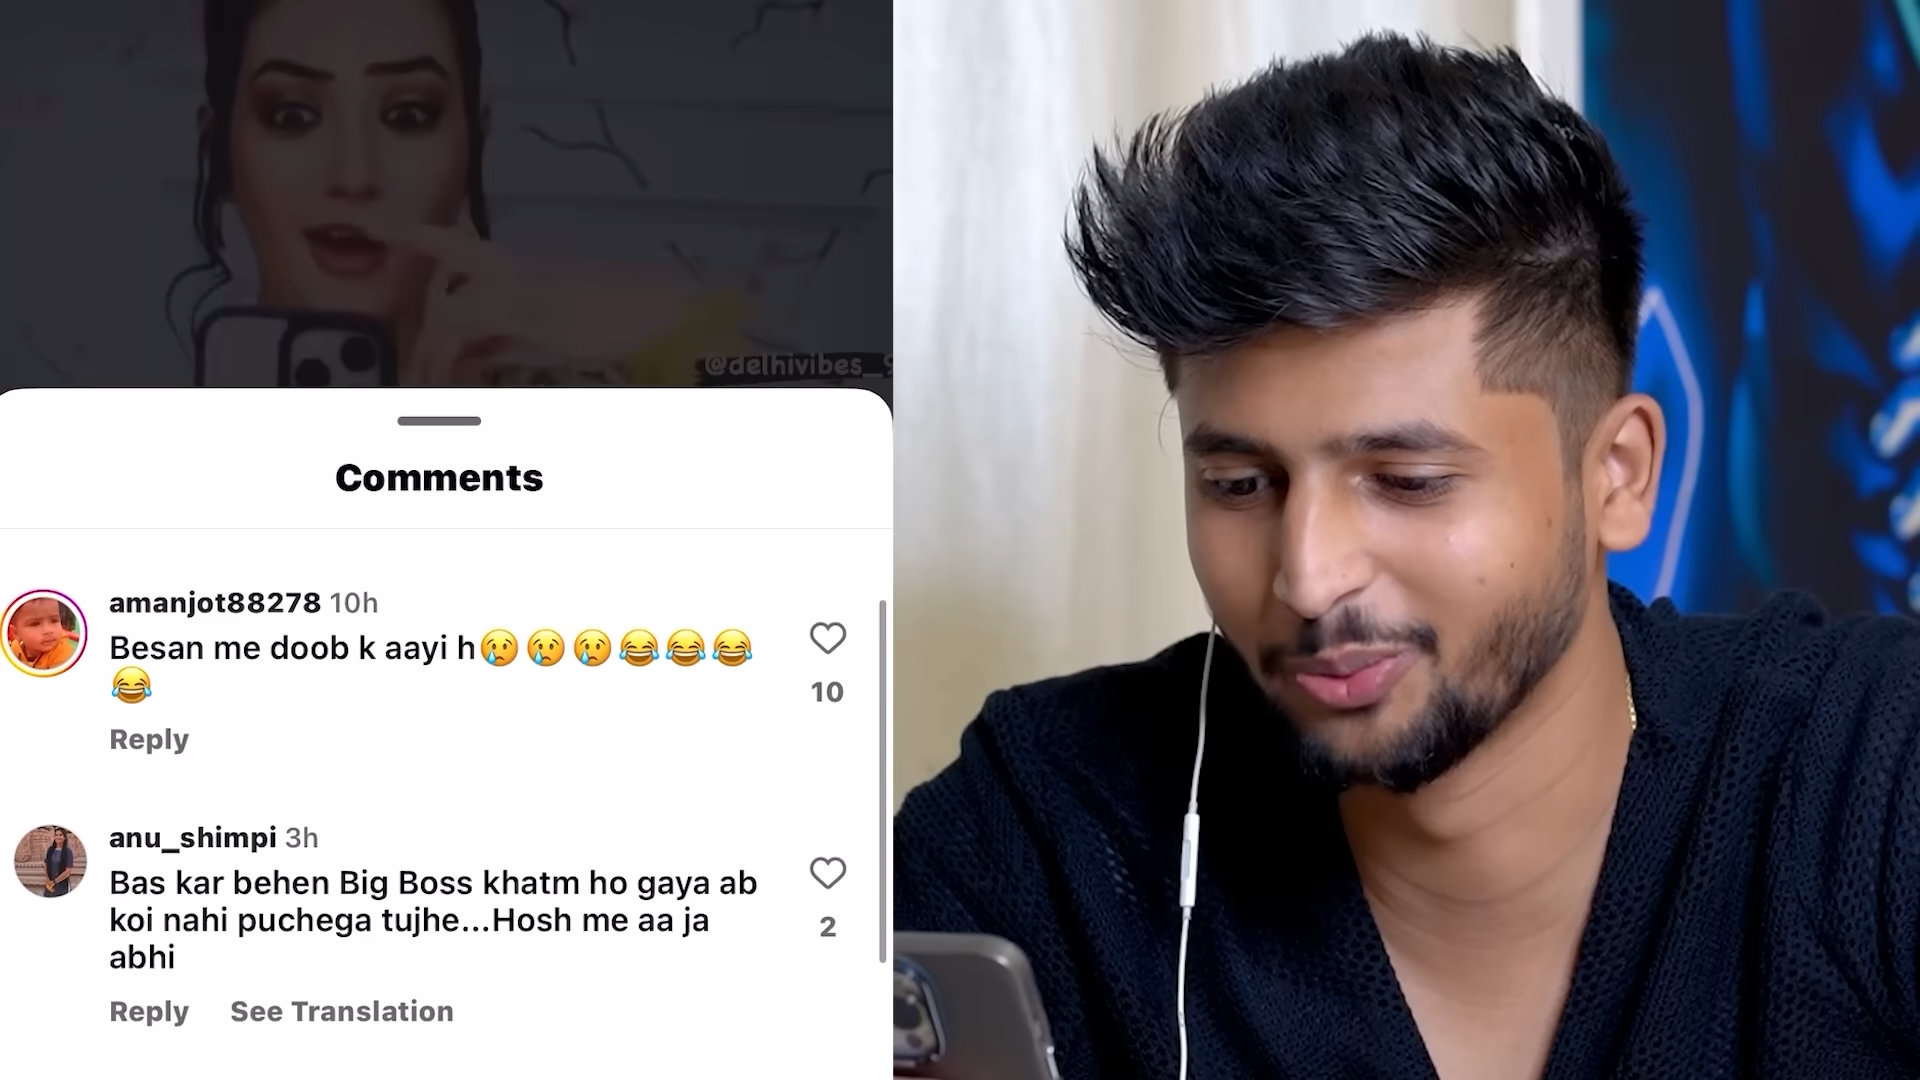 @delhivibes_9
Comments
amanjot88278 10h
Besan me doob k aayi h😢😢😢😂😂😂
😂
10
Reply
anu_shimpi 3h
Bas kar behen Big Boss khatm ho gaya ab
koi nahi puchega tujhe...Hosh me aa ja
abhi
2
Reply See Translation